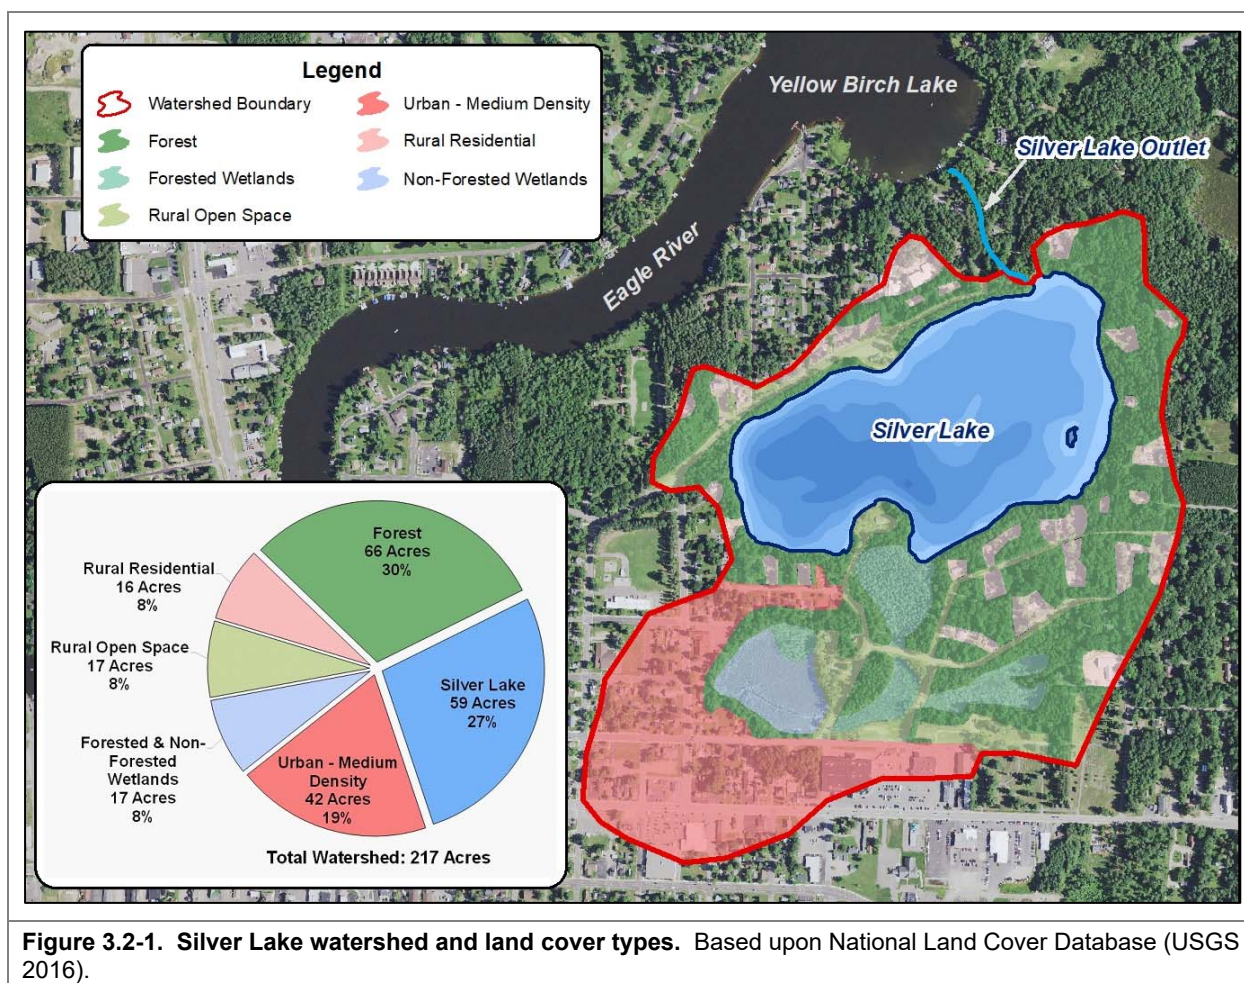 Legend
Watershed Boundary
Forest
Forested Wetlands
Rural Open Space
Urban - Medium Density
Rural Residential
Non-Forested Wetlands
Yellow Birch Lake
Silver Lake Outlet
Eagle River
Silver Lake
Forest
66 Acres
30%
Rural Residential
16 Acres
8%
Rural Open Space
17 Acres
8%
Silver Lake
59 Acres
27%
Forested & Non-
Forested
Wetlands
17 Acres
8%
Urban - Medium
Density
42 Acres
19%
Total Watershed: 217 Acres
Figure 3.2-1. Silver Lake watershed and land cover types. Based upon National Land Cover Database (USGS
2016).